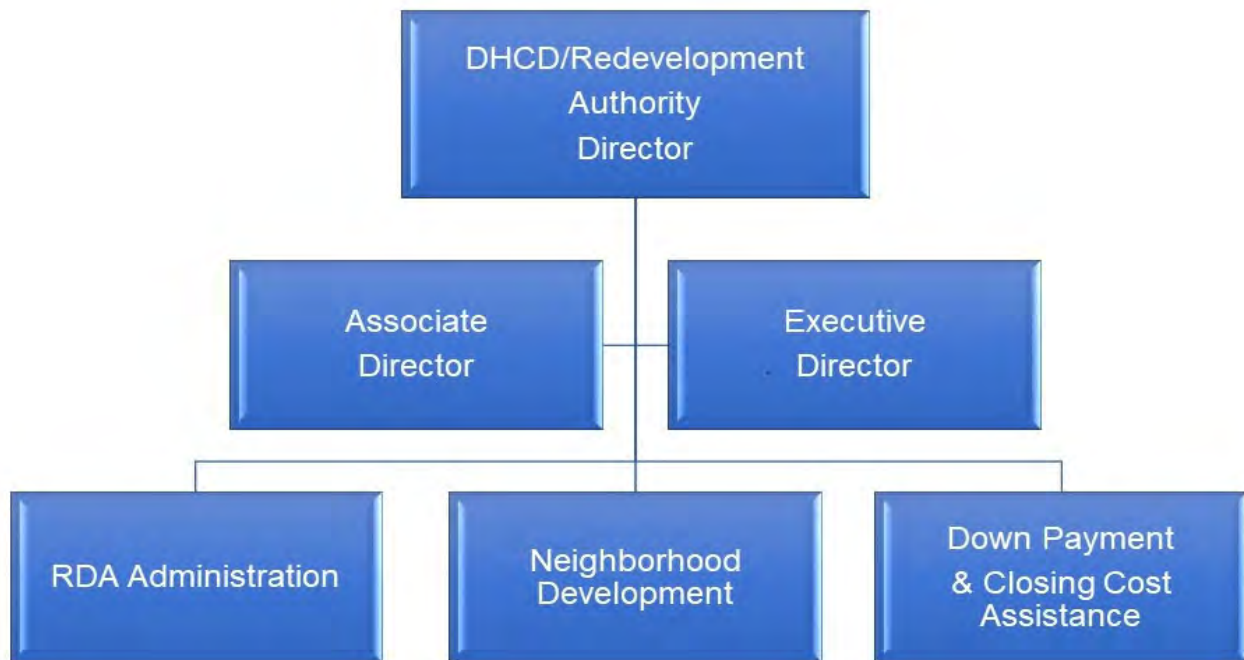 DHCD/Redevelopment
Authority
Director
Associate
Director
Executive
Director
RDA Administration
Neighborhood
Development
Down Payment
& Closing Cost
Assistance